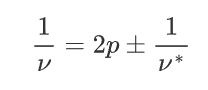 1/ν = 2p ± 1/ν*